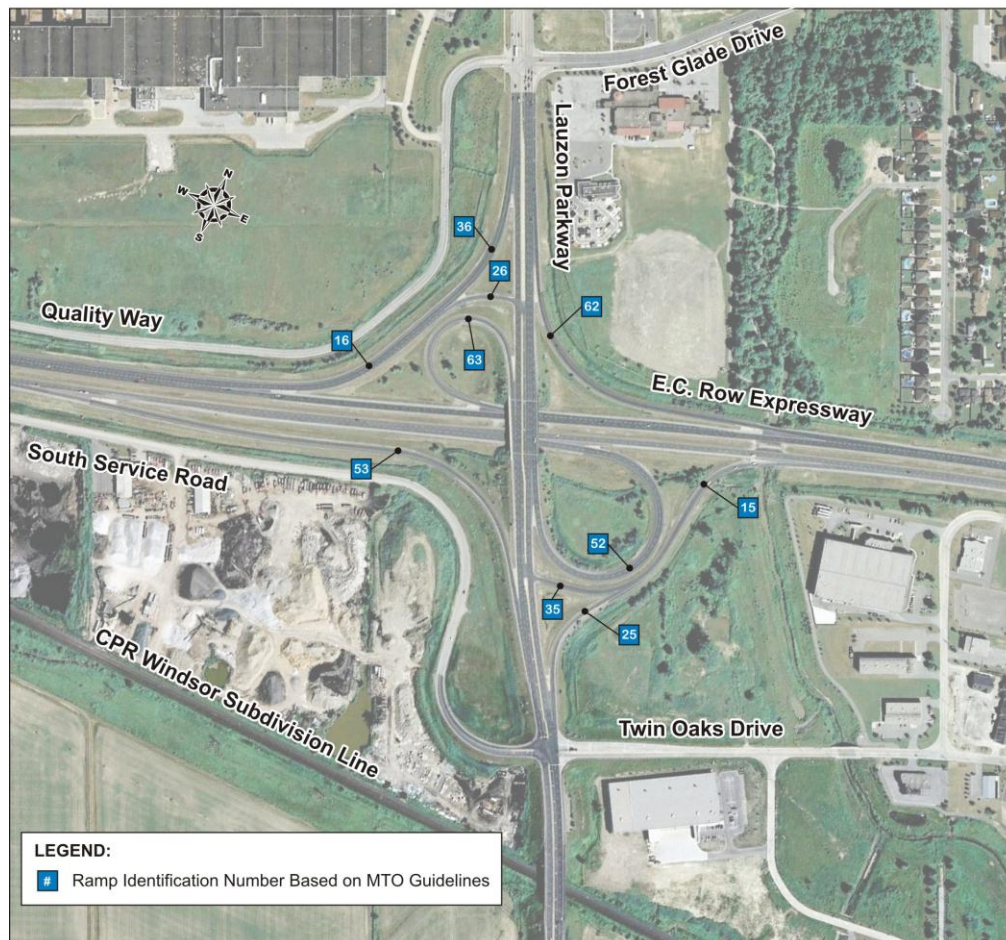 Forest Glade Drive
Lauzon Parkway
N
W
E
S
36
26
Quality Way
62
16
63
E.C. Row Expressway
South Service Road
53
15
52
35
25
CPR Windsor Subdivision Line
Twin Oaks Drive
LEGEND:
# Ramp Identification Number Based on MTO Guidelines